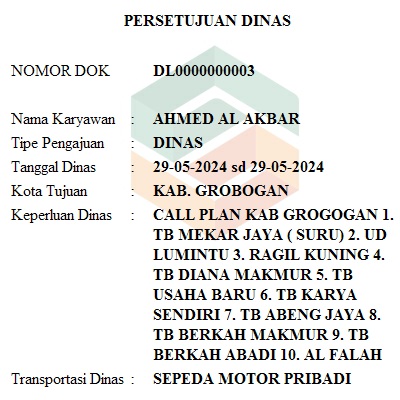 PERSETUJUAN DINAS
NOMOR DOK DL0000000003
Nama Karyawan : AHMED AL AKBAR
Tipe Pengajuan : DINAS
Tanggal Dinas : 29-05-2024 sd 29-05-2024
Kota Tujuan : KAB. GROBOGAN
Keperluan Dinas : CALL PLAN KAB GROGOGAN 1.
TB MEKAR JAYA ( SURU) 2. UD
LUMINTU 3. RAGIL KUNING 4.
TB DIANA MAKMUR 5. TB
USAHA BARU 6. TB KARYA
SENDIRI 7. TB ABENG JAYA 8.
TB BERKAH MAKMUR 9. TB
BERKAH ABADI 10. AL FALAH
Transportasi Dinas : SEPEDA MOTOR PRIBADI